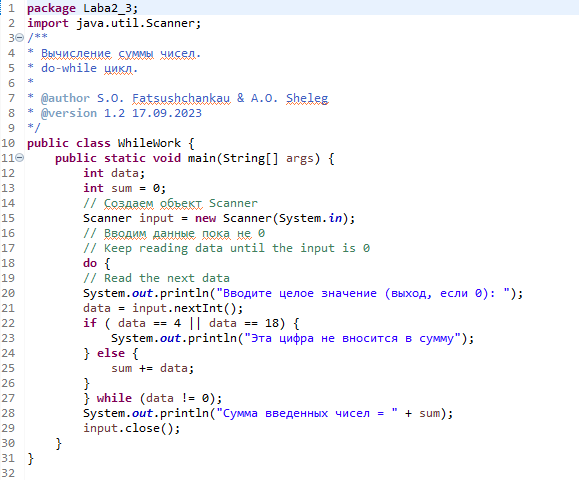 1 package Laba2_3;
2 import java.util.Scanner;
3 /**
4 * Вычисление суммы чисел.
5 * do-while цикл.
6 *
7 * @author S.O. Fatsushchankau & A.O. Sheleg
8 * @version 1.2 17.09.2023
9 */
10 public class WhileWork {
11 public static void main(String[] args) {
12 int data;
13 int sum = 0;
14 // Создаем объект Scanner
15 Scanner input = new Scanner(System.in);
16 // Вводим данные пока не 0
17 // Keep reading data until the input is 0
18 do {
19 // Read the next data
20 System.out.println("Введите целое значение (выход, если 0): ");
21 data = input.nextInt();
22 if ( data == 4 || data == 18) {
23 System.out.println("Эта цифра не вносится в сумму");
24 } else {
25 sum += data;
26 }
27 } while (data != 0);
28 System.out.println("Сумма введенных чисел = " + sum);
29 input.close();
30 }
31 }
32